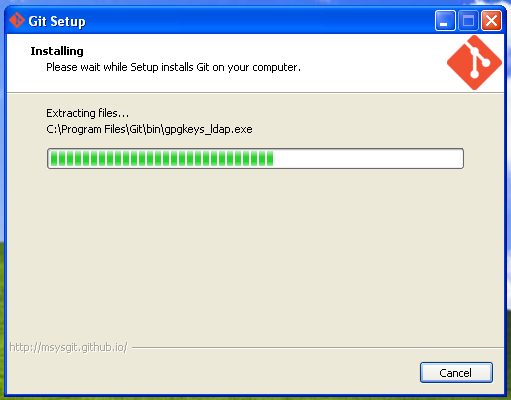 Git Setup
Installing
Please wait while Setup installs Git on your computer.
Extracting files...
C:\Program Files\Git\bin\gpgkeys_ldap.exe
http://msysgit.github.io/
Cancel